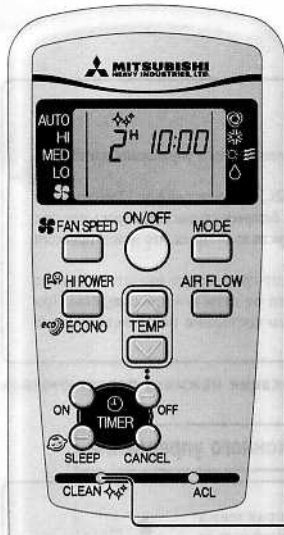 MITSUBISHI
HEAVY INDUSTRIES, LTD.
AUTO
HI
MED
LO
2H 10:00
FAN SPEED
ON/OFF
MODE
HI POWER
AIR FLOW
eco ECONO
TEMP
ON
TIMER
OFF
SLEEP
CANCEL
CLEAN
ACL